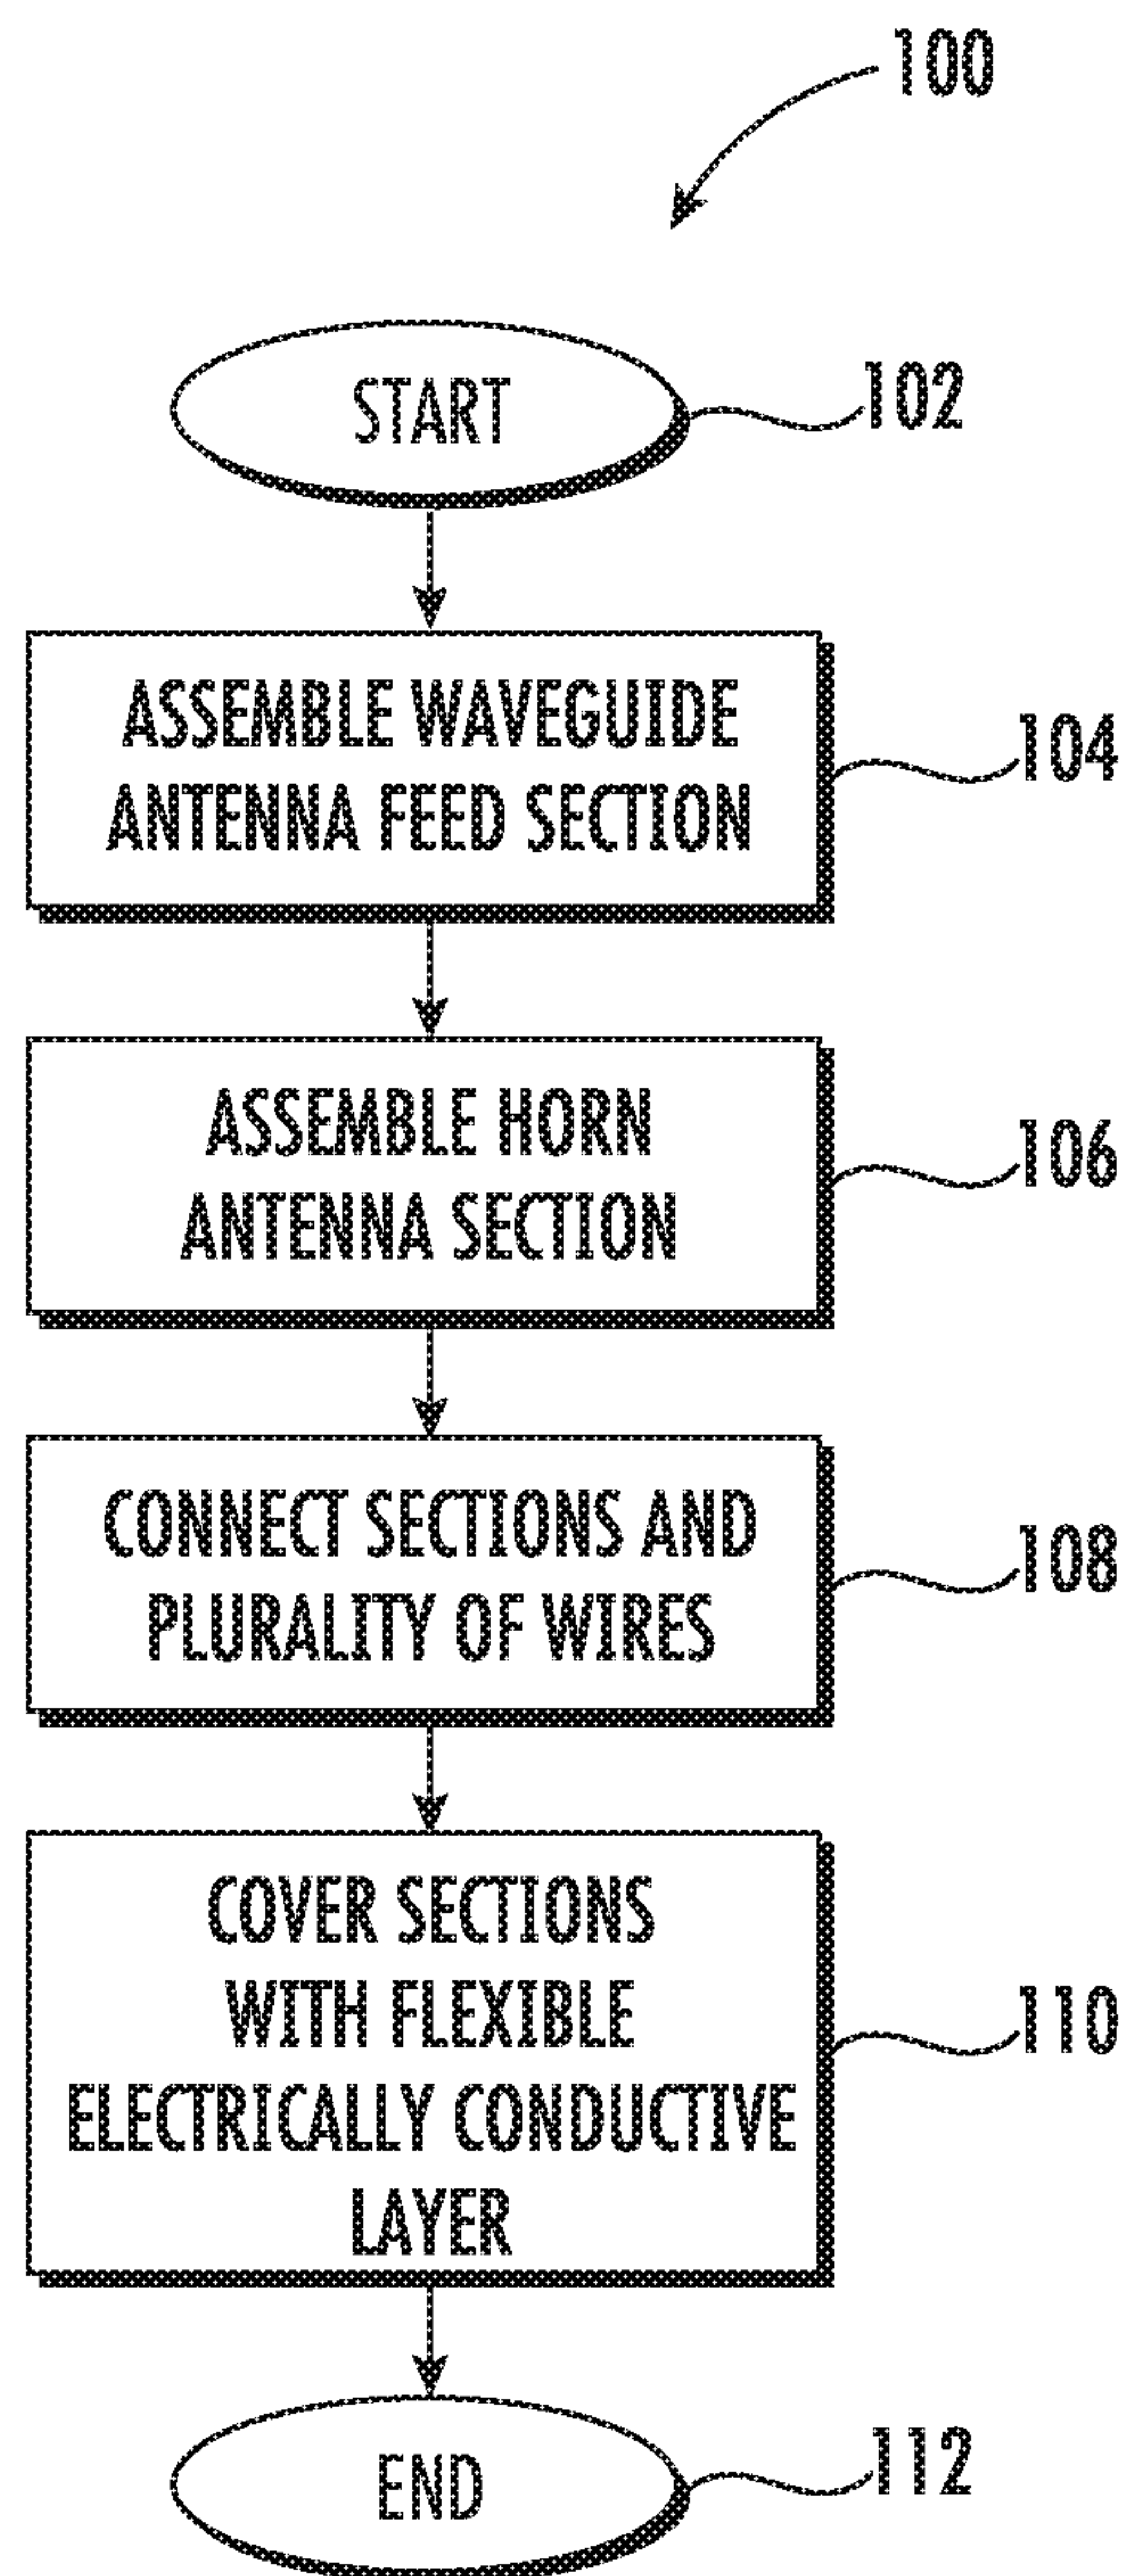 100
START
102
ASSEMBLE WAVEGUIDE
ANTENNA FEED SECTION
104
ASSEMBLE HORN
ANTENNA SECTION
106
CONNECT SECTIONS AND
PLURALITY OF WIRES
108
COVER SECTIONS
WITH FLEXIBLE
ELECTRICALLY CONDUCTIVE
LAYER
110
END
112